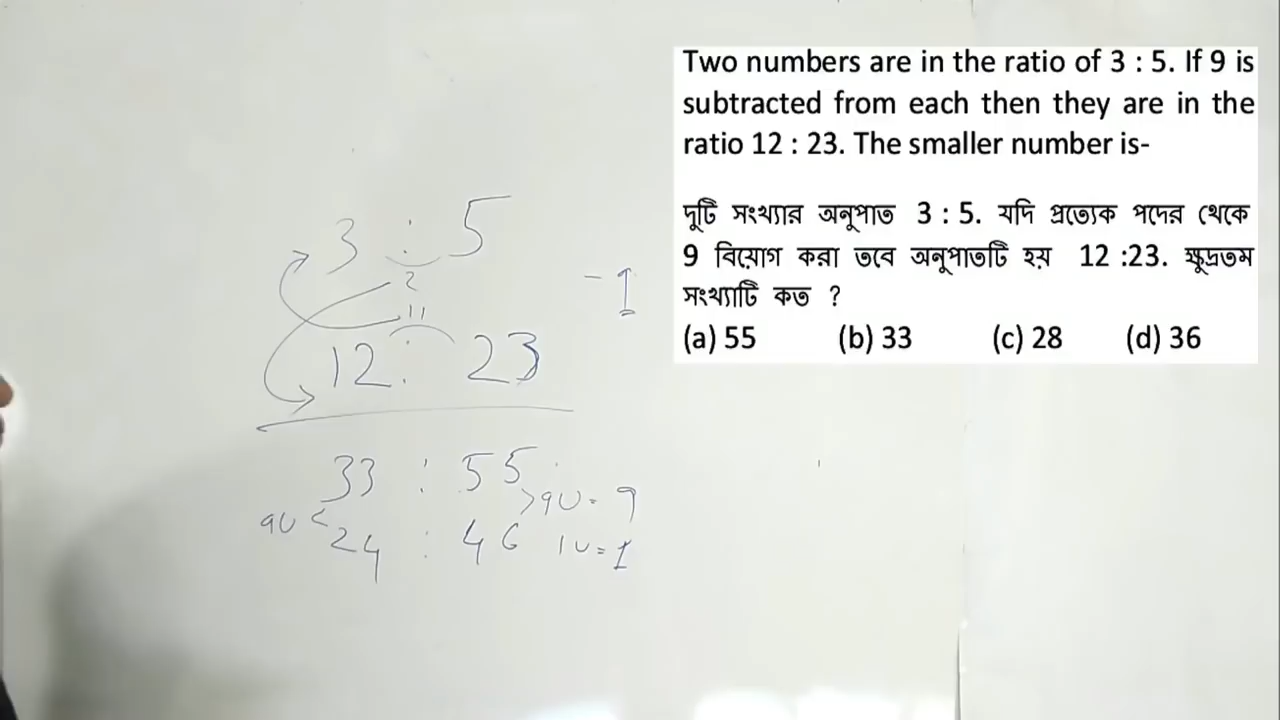 Two numbers are in the ratio of 3 : 5. If 9 is
subtracted from each then they are in the
ratio 12 : 23. The smaller number is-
দুটি সংখ্যার অনুপাত 3 : 5. যদি প্রত্যেক পদের থেকে
9 বিয়োগ করা তবে অনুপাতটি হয় 12 :23. ক্ষুদ্রতম
সংখ্যাটি কত ?
(a) 55 (b) 33 (c) 28 (d) 36
3 : 5
2
- 1
11
12 : 23
33 : 55
9U 9U = 9
24 : 46 1U = 1